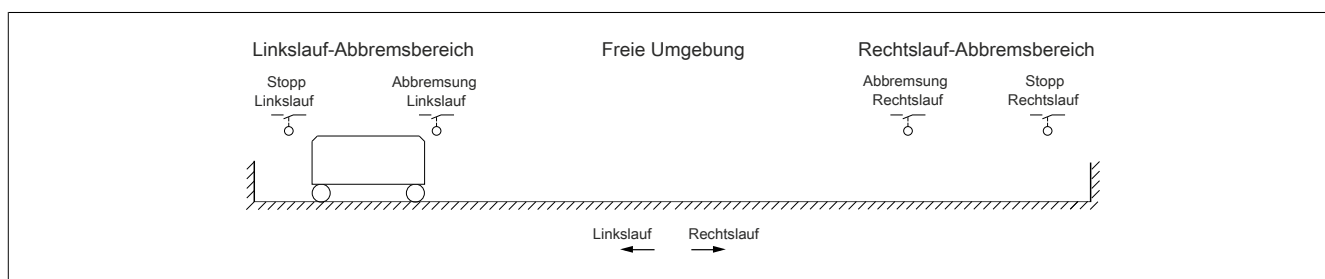 Linkslauf-Abbremsbereich
Freie Umgebung
Rechtslauf-Abbremsbereich
Stopp
Linkslauf
Abbremsung
Linkslauf
Abbremsung
Rechtslauf
Stopp
Rechtslauf
Linkslauf
Rechtslauf